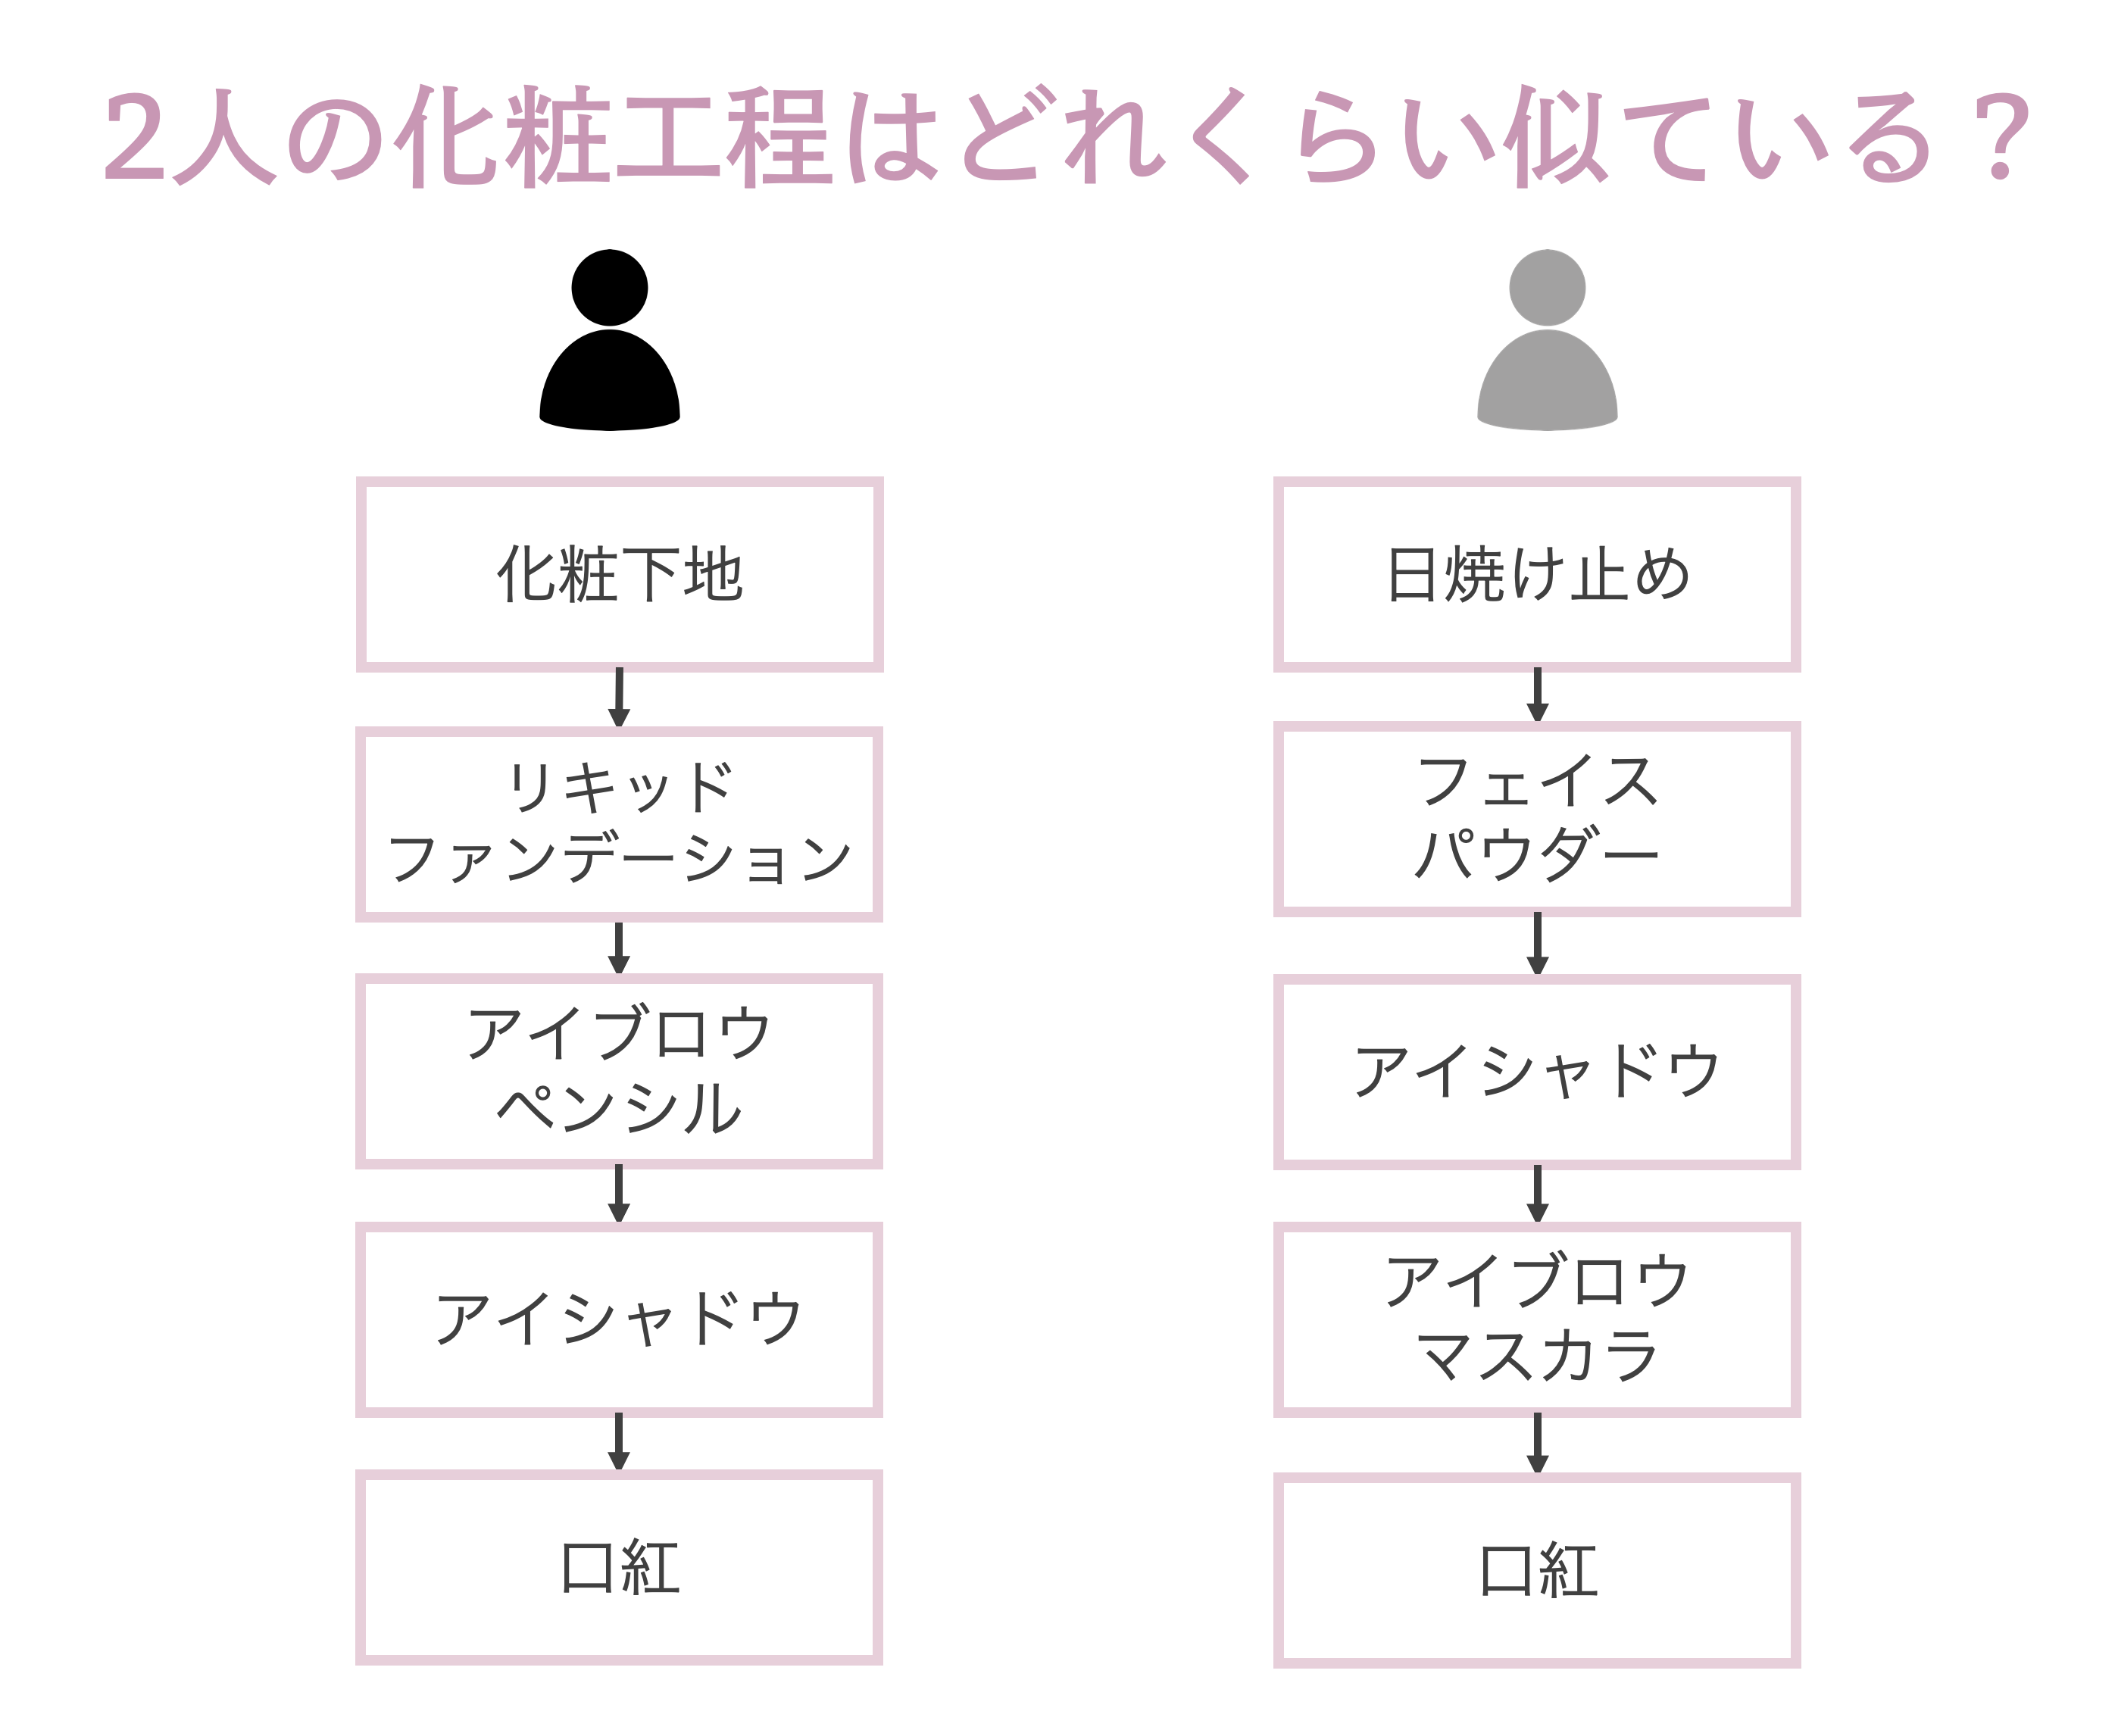 2人の化粧工程はどれくらい似ている？
化粧下地
リキッド
ファンデーション
アイブロウ
ペンシル
アイシャドウ
口紅
日焼け止め
フェイス
パウダー
アイシャドウ
アイブロウ
マスカラ
口紅